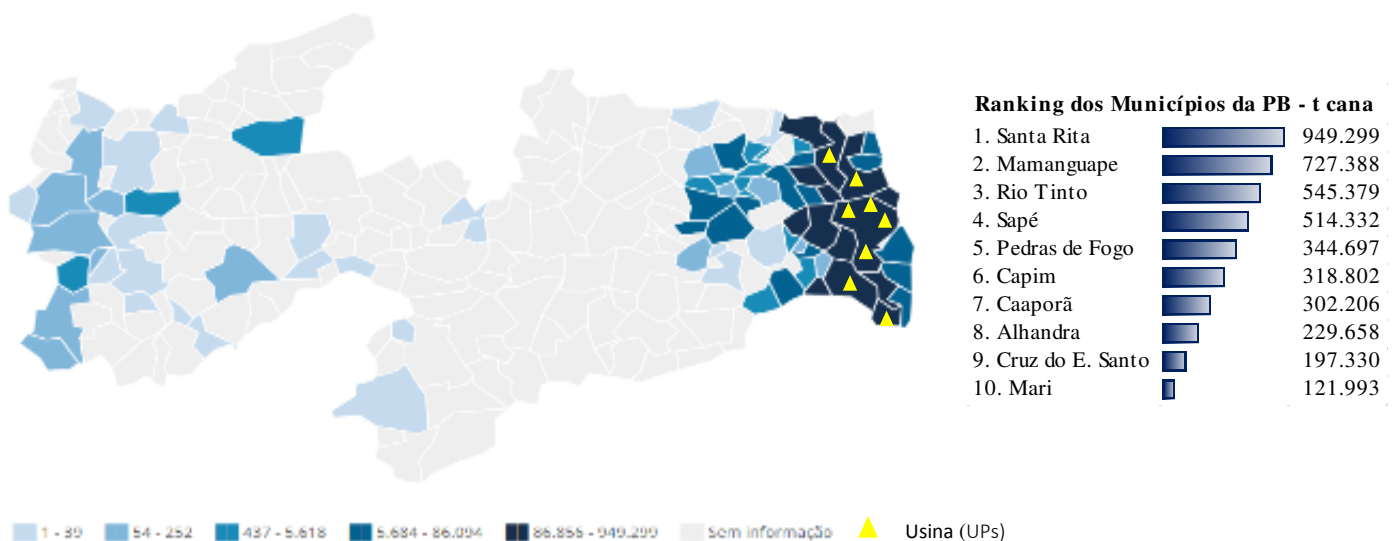 Ranking dos Municípios da PB - t cana
1. Santa Rita 949.299
2. Mamanguape 727.388
3. Rio Tinto 545.379
4. Sapé 514.332
5. Pedras de Fogo 344.697
6. Capim 318.802
7. Caaporã 302.206
8. Alhandra 229.658
9. Cruz do E. Santo 197.330
10. Mari 121.993
1 - 39 54 - 252 437 - 5.618 5.684 - 86.094 86.856 - 949.299 Sem informação Usina (UPs)